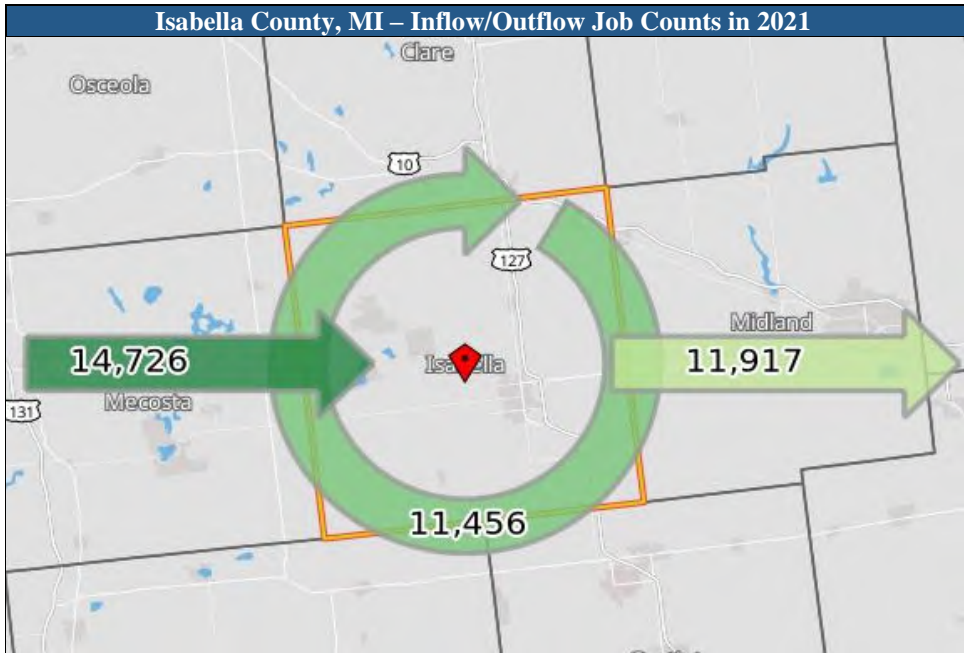 Isabella County, MI – Inflow/Outflow Job Counts in 2021
Clare
Osceola
10
127
Midland
14,726
Isabella
11,917
Mecosta
131
11,456